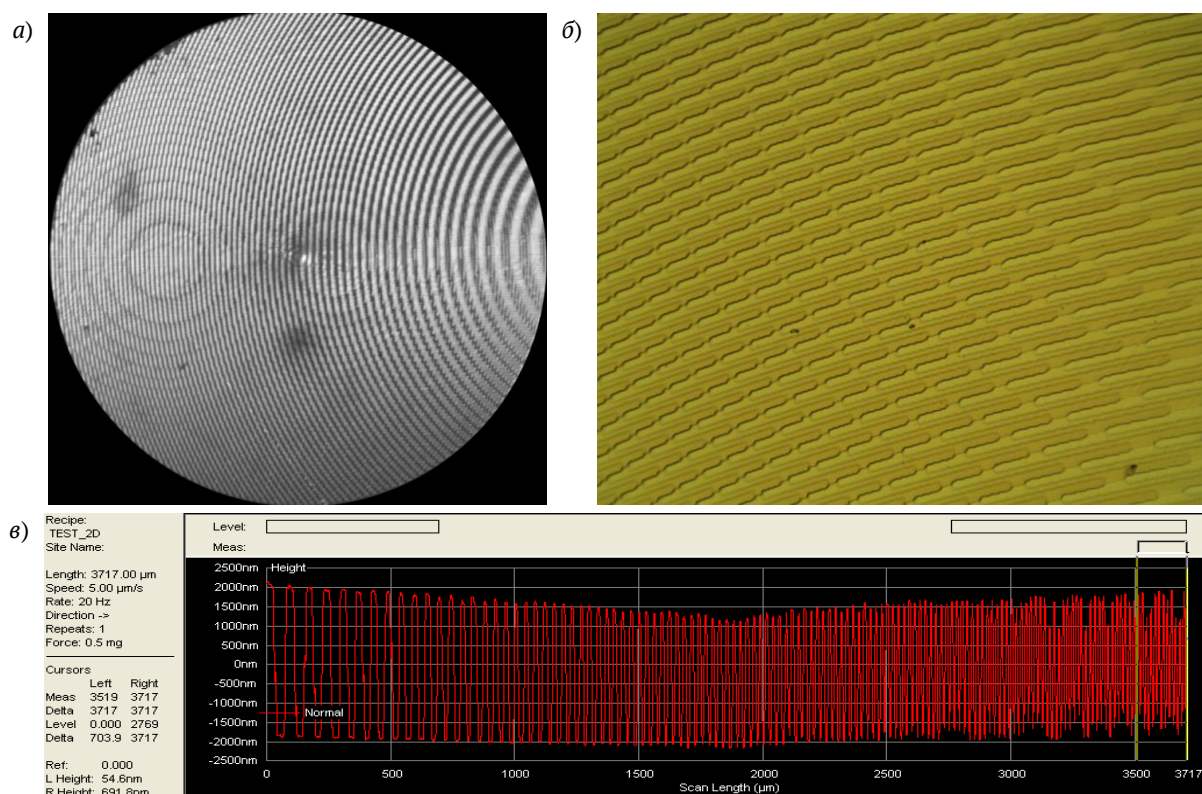 а)
б)
в)
Recipe:
TEST_2D
Site Name:
Length: 3717.00 µm
Speed: 5.00 µm/s
Rate: 20 Hz
Direction ->
Repeats: 1
Force: 0.5 mg
Cursors
Left Right
Meas 3519 3717
Delta 3717 3717
Level 0.000 2769
Delta 703.9 3717
Ref: 0.000
L Height: 54.6nm
R Height: 691.8nm
Level:
Meas:
2500nm
Height
2000nm
1500nm
1000nm
500nm
0nm
-500nm
-1000nm
Normal
-1500nm
-2000nm
-2500nm
0 500 1000 1500 2000 2500 3000 3500 3717
Scan Length (µm)